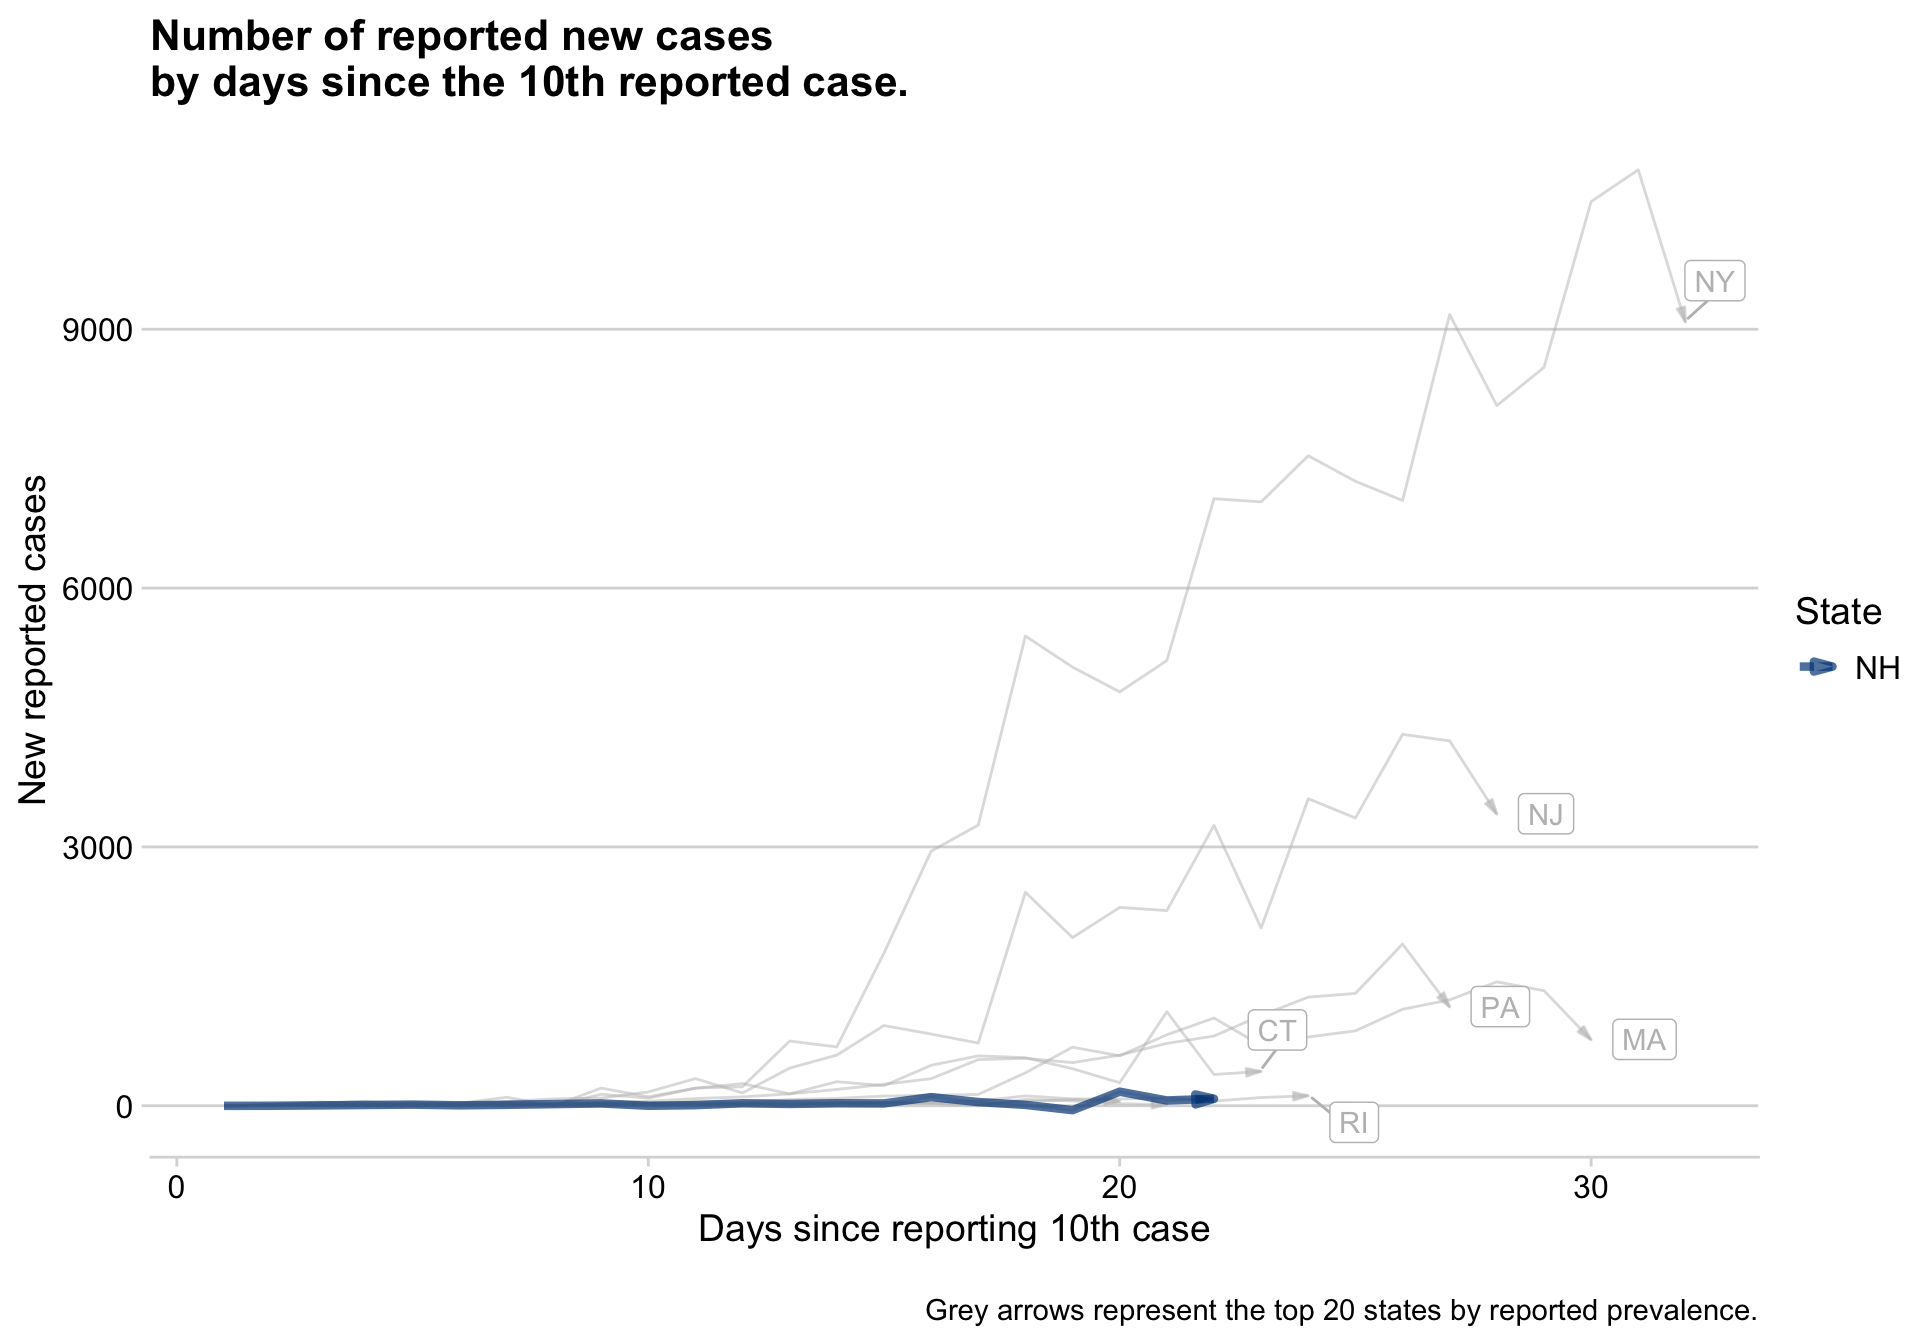 Number of reported new cases
by days since the 10th reported case.
New reported cases
9000
6000
3000
0
NY
NJ
PA
MA
CT
RI
State
NH
0
10
20
30
Days since reporting 10th case
Grey arrows represent the top 20 states by reported prevalence.